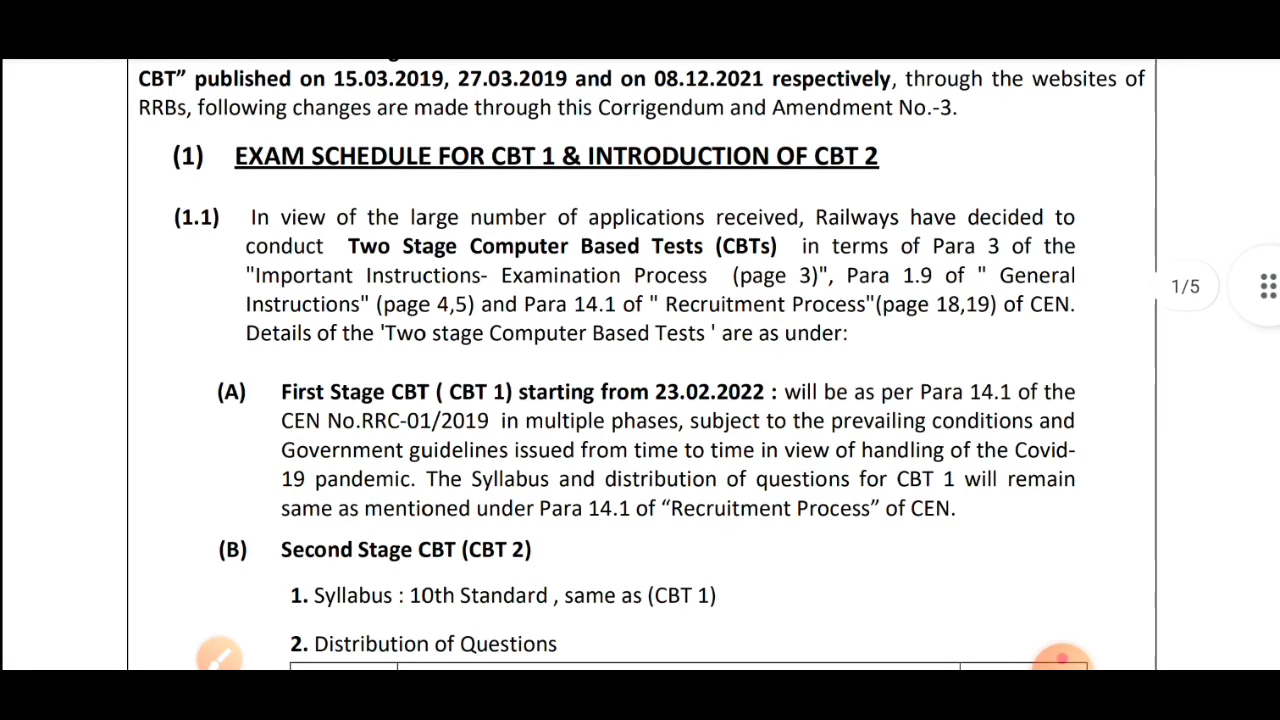 CBT” published on 15.03.2019, 27.03.2019 and on 08.12.2021 respectively, through the websites of
RRBs, following changes are made through this Corrigendum and Amendment No.-3.
(1) EXAM SCHEDULE FOR CBT 1 & INTRODUCTION OF CBT 2
(1.1) In view of the large number of applications received, Railways have decided to
conduct Two Stage Computer Based Tests (CBTs) in terms of Para 3 of the
"Important Instructions- Examination Process (page 3)", Para 1.9 of " General
Instructions" (page 4,5) and Para 14.1 of " Recruitment Process"(page 18,19) of CEN.
Details of the 'Two stage Computer Based Tests ' are as under:
1/5
(A) First Stage CBT ( CBT 1) starting from 23.02.2022 : will be as per Para 14.1 of the
CEN No.RRC-01/2019 in multiple phases, subject to the prevailing conditions and
Government guidelines issued from time to time in view of handling of the Covid-
19 pandemic. The Syllabus and distribution of questions for CBT 1 will remain
same as mentioned under Para 14.1 of “Recruitment Process” of CEN.
(B) Second Stage CBT (CBT 2)
1. Syllabus : 10th Standard , same as (CBT 1)
2. Distribution of Questions